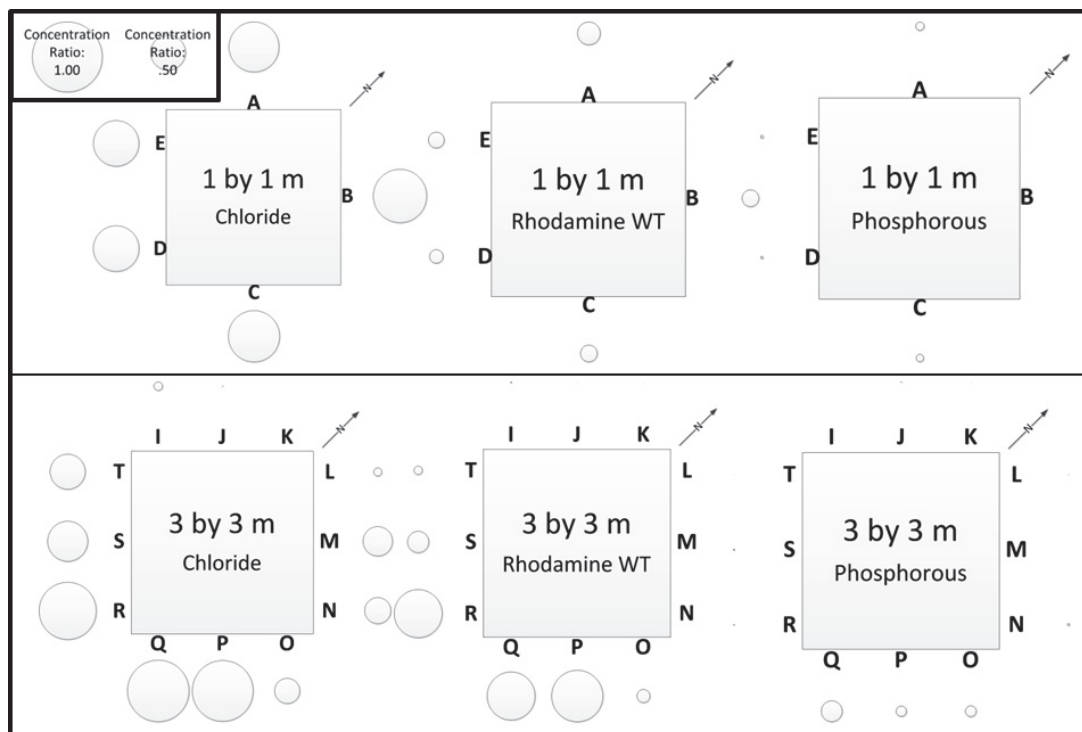 Concentration Ratio: 1.00
Concentration Ratio: .50
A
N
E
1 by 1 m
Chloride
B
D
C
A
N
E
1 by 1 m
Rhodamine WT
B
D
C
A
N
E
1 by 1 m
Phosphorous
B
D
C
I J K
N
T
L
3 by 3 m
S
Chloride
M
R
N
Q P O
I J K
N
T
L
3 by 3 m
S
Rhodamine WT
M
R
N
Q P O
I J K
N
T
L
3 by 3 m
S
Phosphorous
M
R
N
Q P O